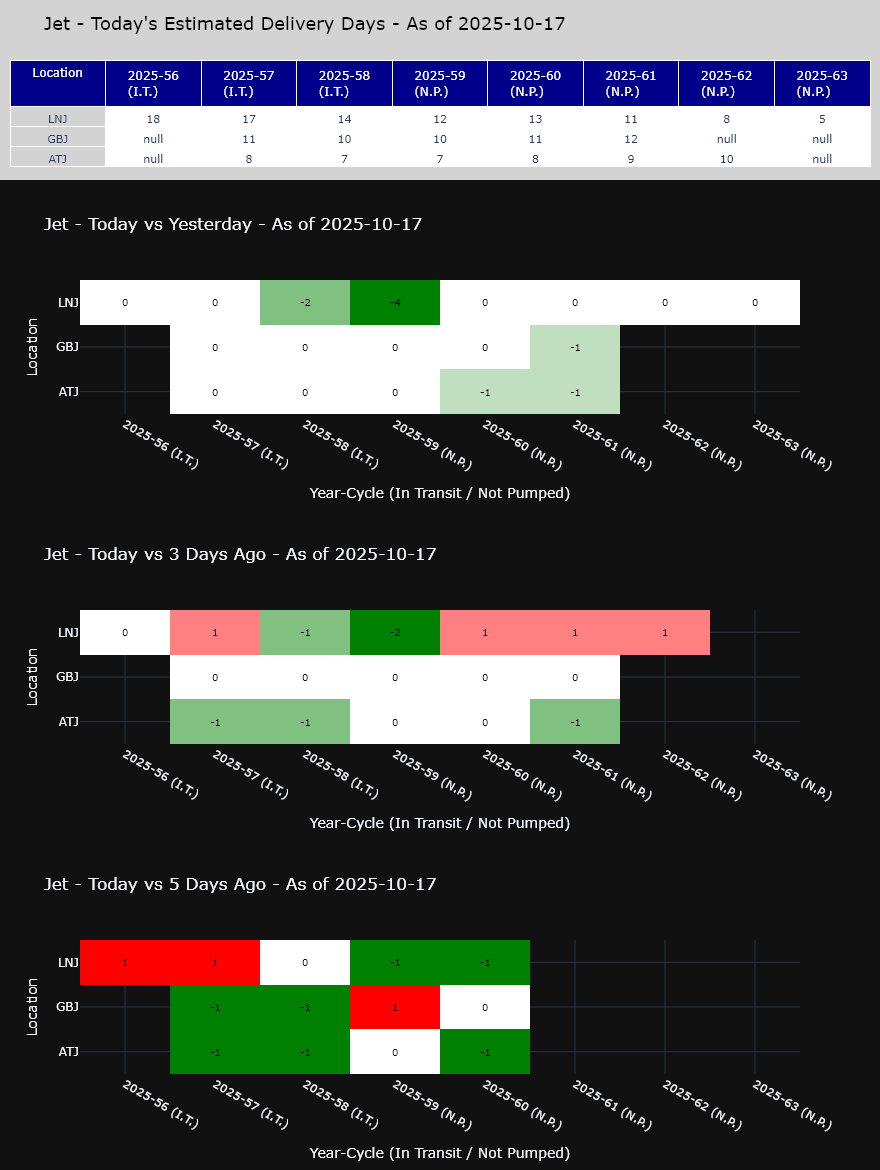 Jet - Today's Estimated Delivery Days - As of 2025-10-17
Location 2025-56 (I.T.) 2025-57 (I.T.) 2025-58 (I.T.) 2025-59 (N.P.) 2025-60 (N.P.) 2025-61 (N.P.) 2025-62 (N.P.) 2025-63 (N.P.)
LNJ 18 17 14 12 13 11 8 5
GBJ null 11 10 10 11 12 null null
ATJ null 8 7 7 8 9 10 null
Jet - Today vs Yesterday - As of 2025-10-17
Location
LNJ 0 0 -2 -4 0 0 0 0
GBJ 0 0 0 0 -1
ATJ 0 0 0 -1 -1
2025-56 (I.T.) 2025-57 (I.T.) 2025-58 (I.T.) 2025-59 (N.P.) 2025-60 (N.P.) 2025-61 (N.P.) 2025-62 (N.P.) 2025-63 (N.P.)
Year-Cycle (In Transit / Not Pumped)
Jet - Today vs 3 Days Ago - As of 2025-10-17
Location
LNJ 0 1 -1 -2 1 1 1
GBJ 0 0 0 0 0
ATJ -1 -1 0 0 -1
2025-56 (I.T.) 2025-57 (I.T.) 2025-58 (I.T.) 2025-59 (N.P.) 2025-60 (N.P.) 2025-61 (N.P.) 2025-62 (N.P.) 2025-63 (N.P.)
Year-Cycle (In Transit / Not Pumped)
Jet - Today vs 5 Days Ago - As of 2025-10-17
Location
LNJ 1 1 0 -1 -1
GBJ -1 -1 1 0
ATJ -1 -1 0 -1
2025-56 (I.T.) 2025-57 (I.T.) 2025-58 (I.T.) 2025-59 (N.P.) 2025-60 (N.P.) 2025-61 (N.P.) 2025-62 (N.P.) 2025-63 (N.P.)
Year-Cycle (In Transit / Not Pumped)